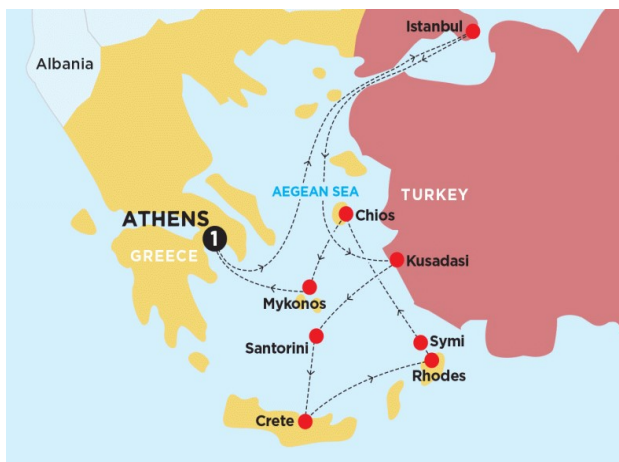 Istanbul
Albania
AEGEAN SEA
TURKEY
Chios
ATHENS
1
GREECE
Kusadasi
Mykonos
Santorini
Symi
Rhodes
Crete